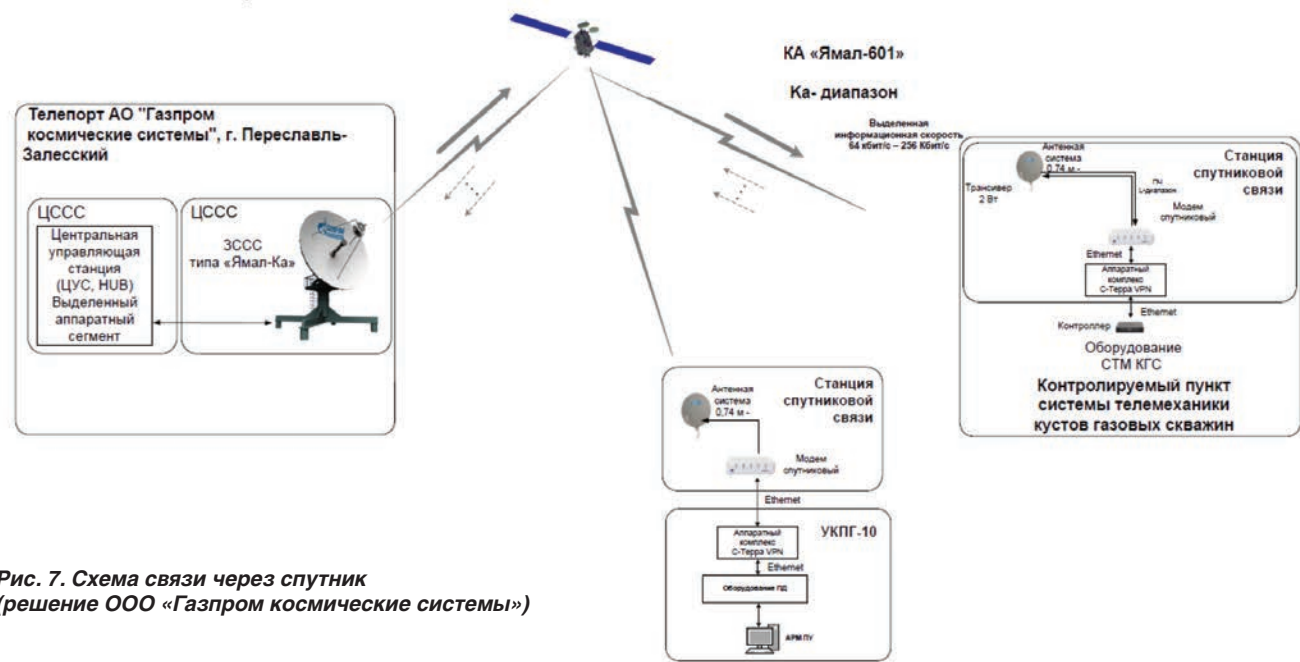 КА «Ямал-601»
Ка- диапазон
Выделенная
информационная скорость
64 кбит/с – 256 Кбит/с
Телепорт АО "Газпром
космические системы", г. Переславль-
Залесский
ЦССС
Центральная
управляющая
станция
(ЦУС, HUB)
Выделенный
аппаратный
сегмент
ЦССС
ЗССС
типа «Ямал-Ка»
Антенная
система
0,74 м -
Станция
спутниковой
связи
Трансивер
2 Вт
ПЧ
L-диапазон
Модем
спутниковый
Ethernet
Аппаратный
комплекс
С-Терра VPN
Ethernet
Контроллер
Оборудование
СТМ КГС
Контролируемый пункт
системы телемеханики
кустов газовых скважин
Антенная
система
0,74 м -
Станция
спутниковой
связи
Модем
спутниковый
Ethernet
УКПГ-10
Аппаратный
комплекс
С-Терра VPN
Ethernet
Оборудование ПД
АРМ ПУ
Рис. 7. Схема связи через спутник
(решение ООО «Газпром космические системы»)